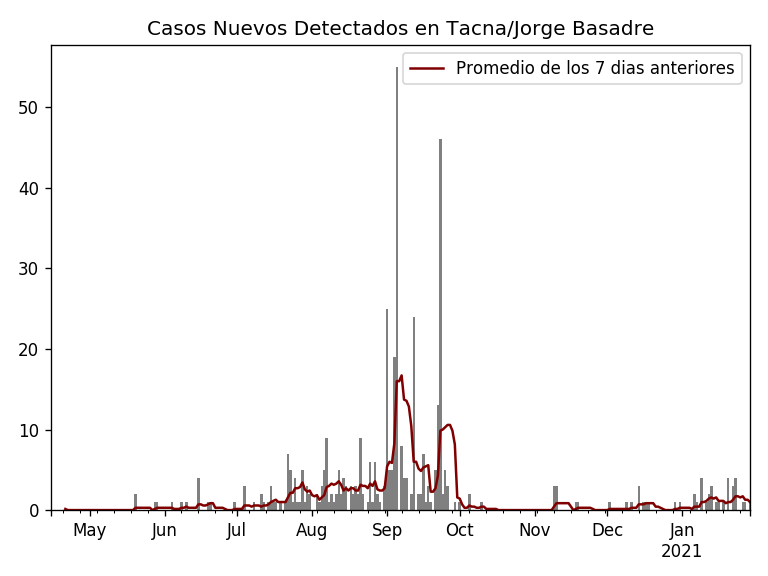 Casos Nuevos Detectados en Tacna/Jorge Basadre
Promedio de los 7 dias anteriores
50
40
30
20
10
0
May Jun Jul Aug Sep Oct Nov Dec Jan
2021